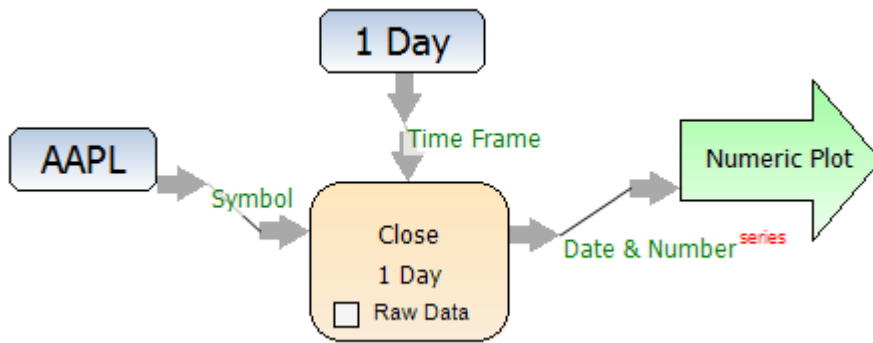 1 Day
Time Frame
AAPL
Symbol
Close
1 Day
Raw Data
Date & Number series
Numeric Plot